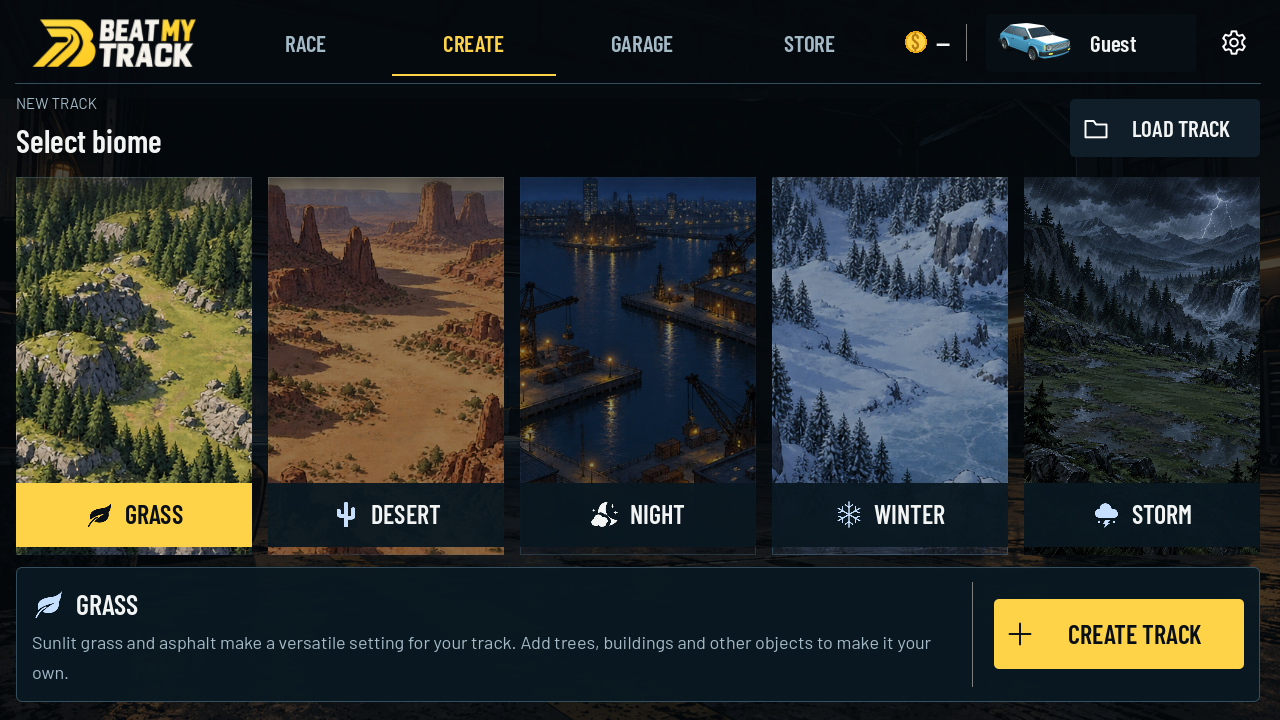 BEATMY
TRACK
RACE
CREATE
GARAGE
STORE
–
Guest
NEW TRACK
Select biome
LOAD TRACK
GRASS
DESERT
NIGHT
WINTER
STORM
GRASS
Sunlit grass and asphalt make a versatile setting for your track. Add trees, buildings and other objects to make it your
own.
CREATE TRACK